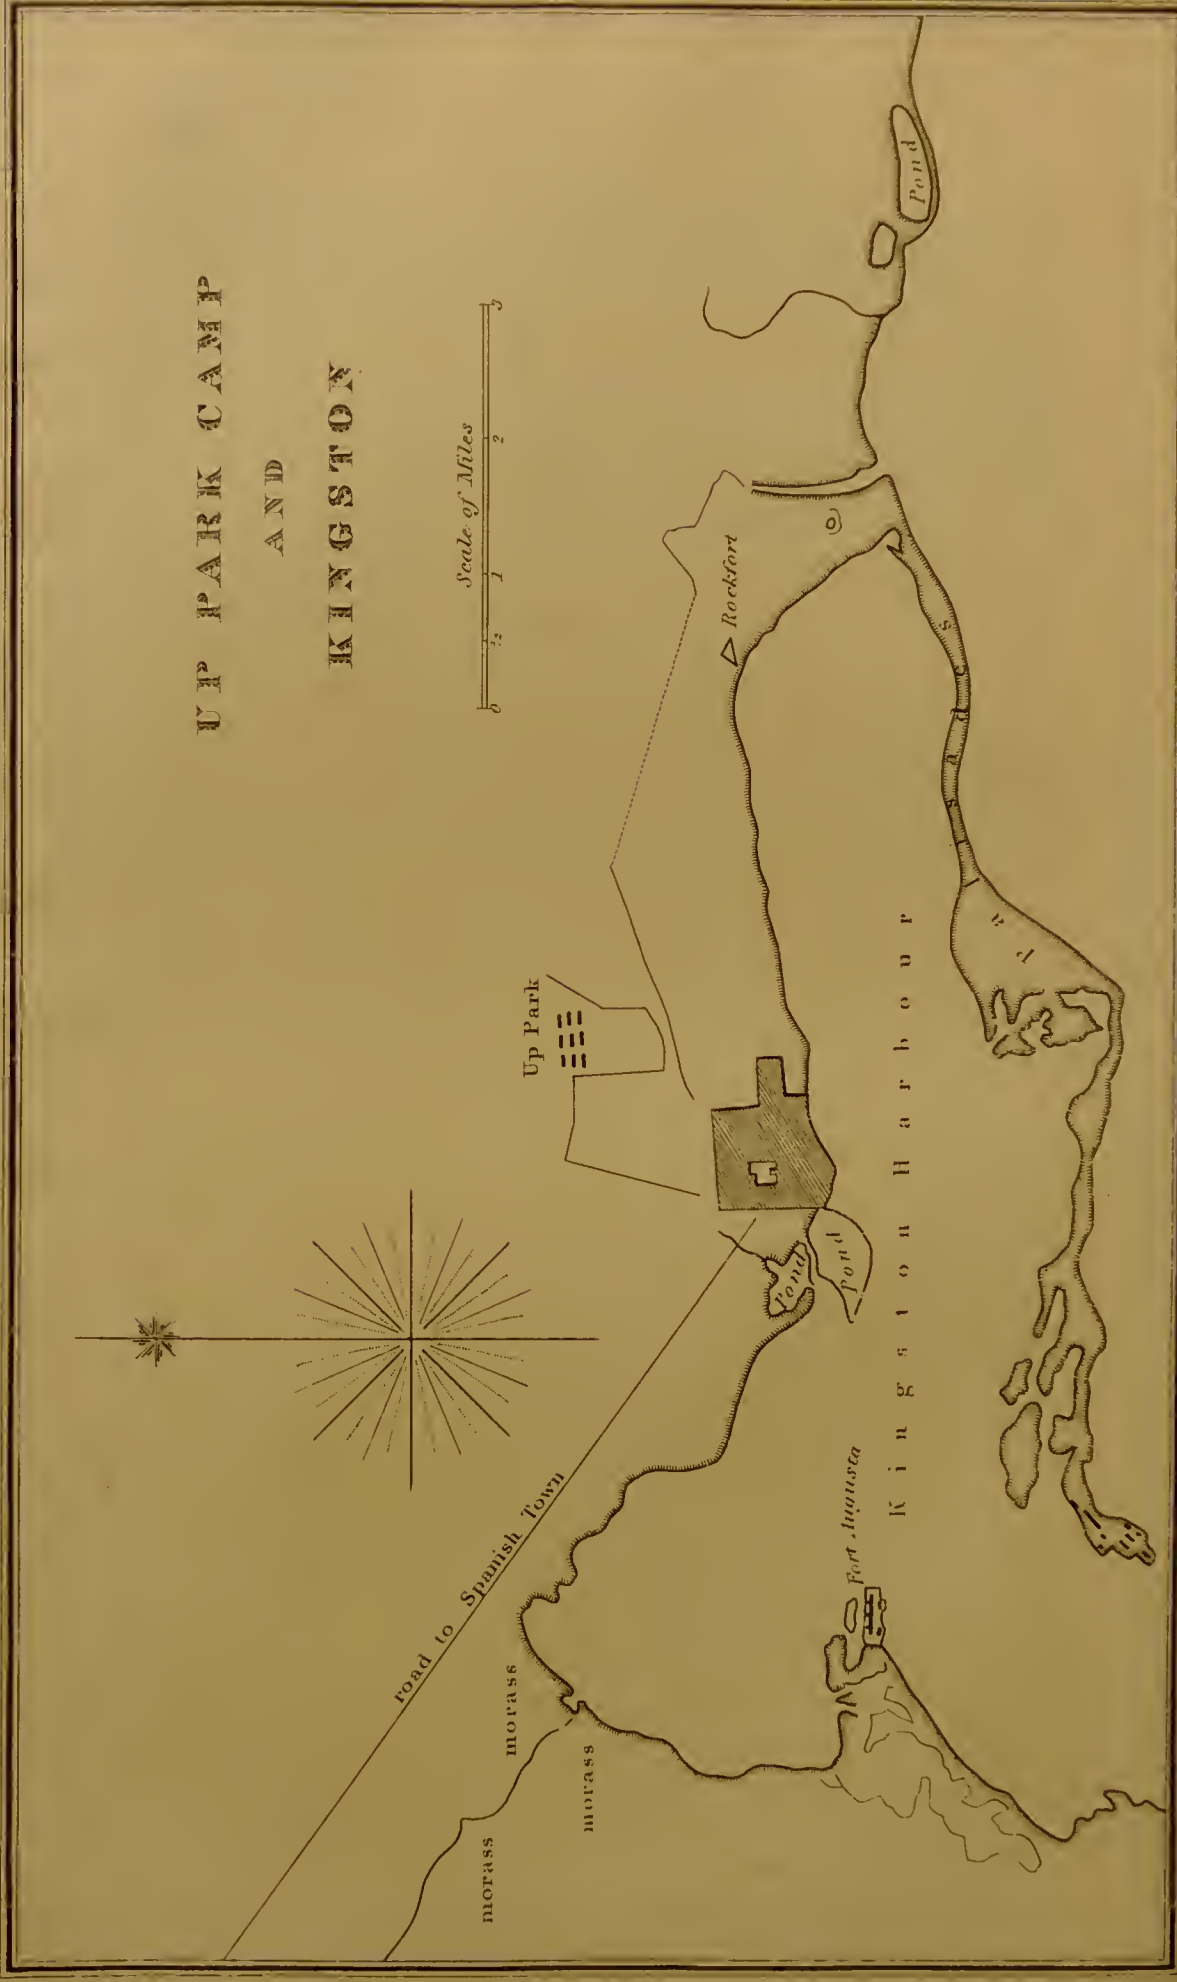 UP PARK CAMP
AND
KINGSTON
Scale of Miles
0 ½ 1 2 3
Up Park
Rockfort
Pond
road to Spanish Town
Pond
Pond
morass
morass
morass
Fort Augusta
Kingston Harbour
Palisades